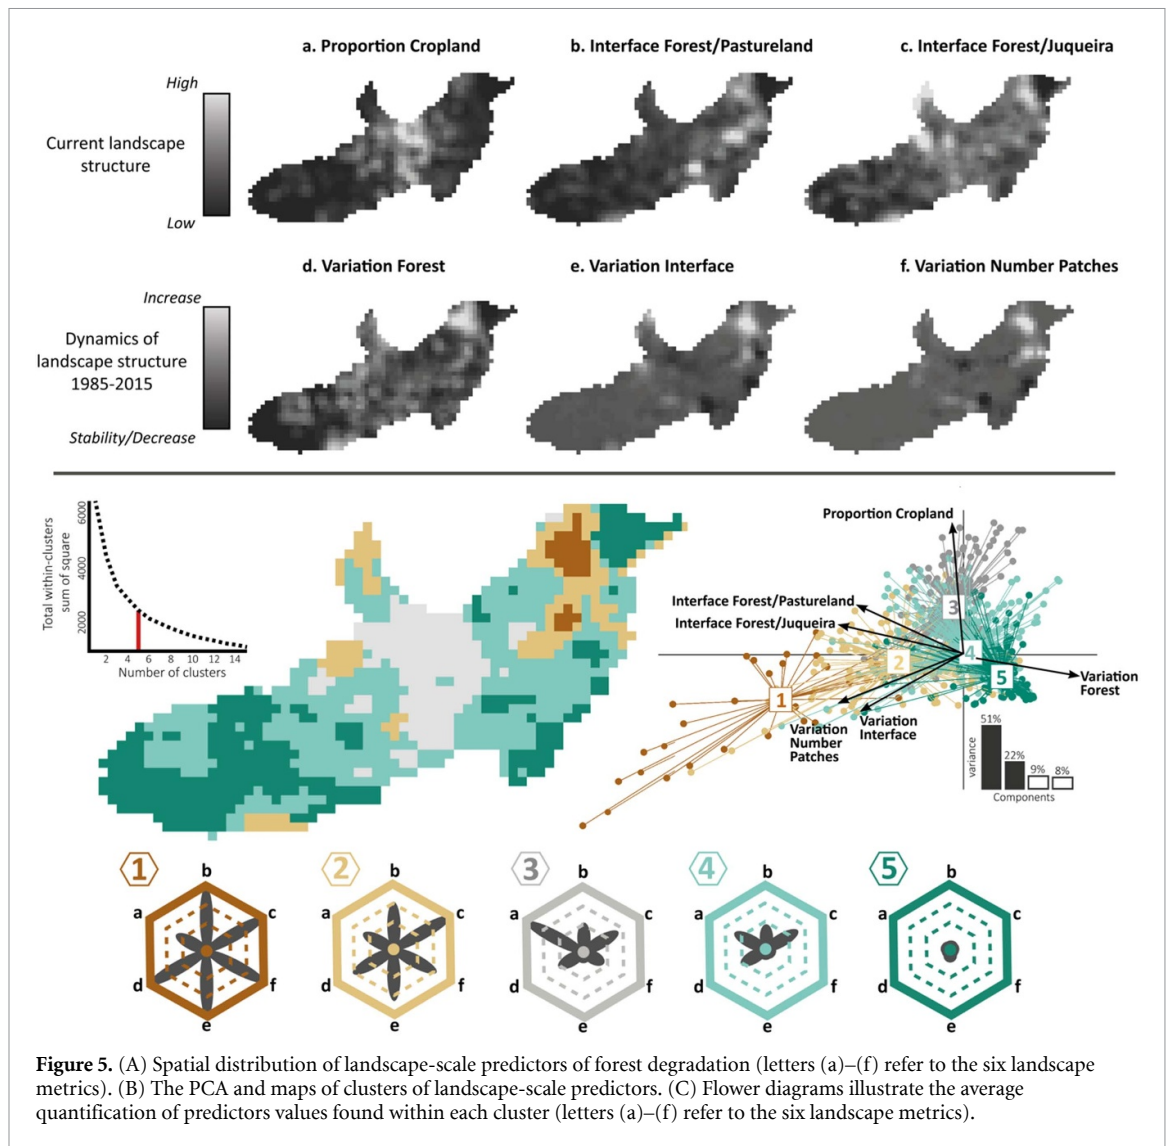 a. Proportion Cropland
b. Interface Forest/Pastureland
c. Interface Forest/Juqueira
High
Current landscape
structure
Low
d. Variation Forest
e. Variation Interface
f. Variation Number Patches
Increase
Dynamics of
landscape structure
1985-2015
Stability/Decrease
Total within-clusters
sum of square
6000
4000
2000
2 4 6 8 10 12 14
Number of clusters
Proportion Cropland
Interface Forest/Pastureland
Interface Forest/Juqueira
3
2
4
5
1
Variation
Forest
Variation
Number
Patches
Variation
Interface
variance
51%
22%
9%
8%
Components
1
b
a
c
d
f
e
2
b
a
c
d
f
e
3
b
a
c
d
f
e
4
b
a
c
d
f
e
5
b
a
c
d
f
e
Figure 5. (A) Spatial distribution of landscape-scale predictors of forest degradation (letters (a)–(f) refer to the six landscape
metrics). (B) The PCA and maps of clusters of landscape-scale predictors. (C) Flower diagrams illustrate the average
quantification of predictors values found within each cluster (letters (a)–(f) refer to the six landscape metrics).